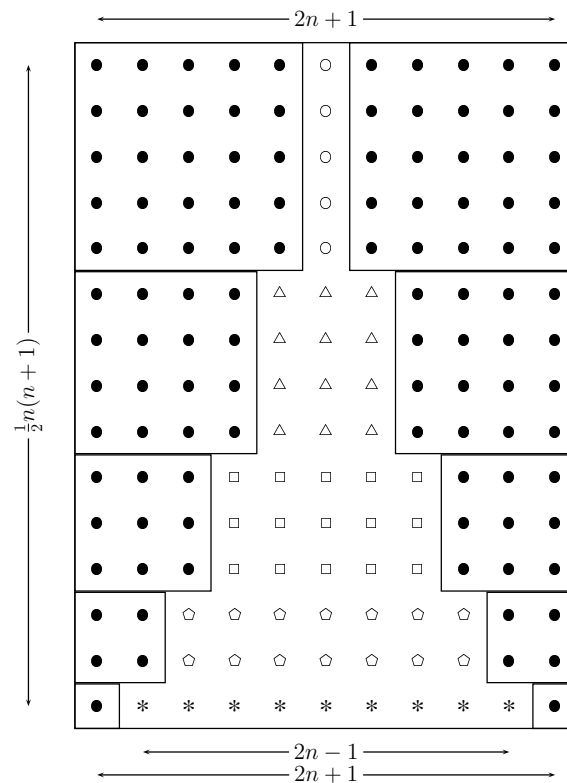 2n + 1
½n(n + 1)
2n − 1
2n + 1